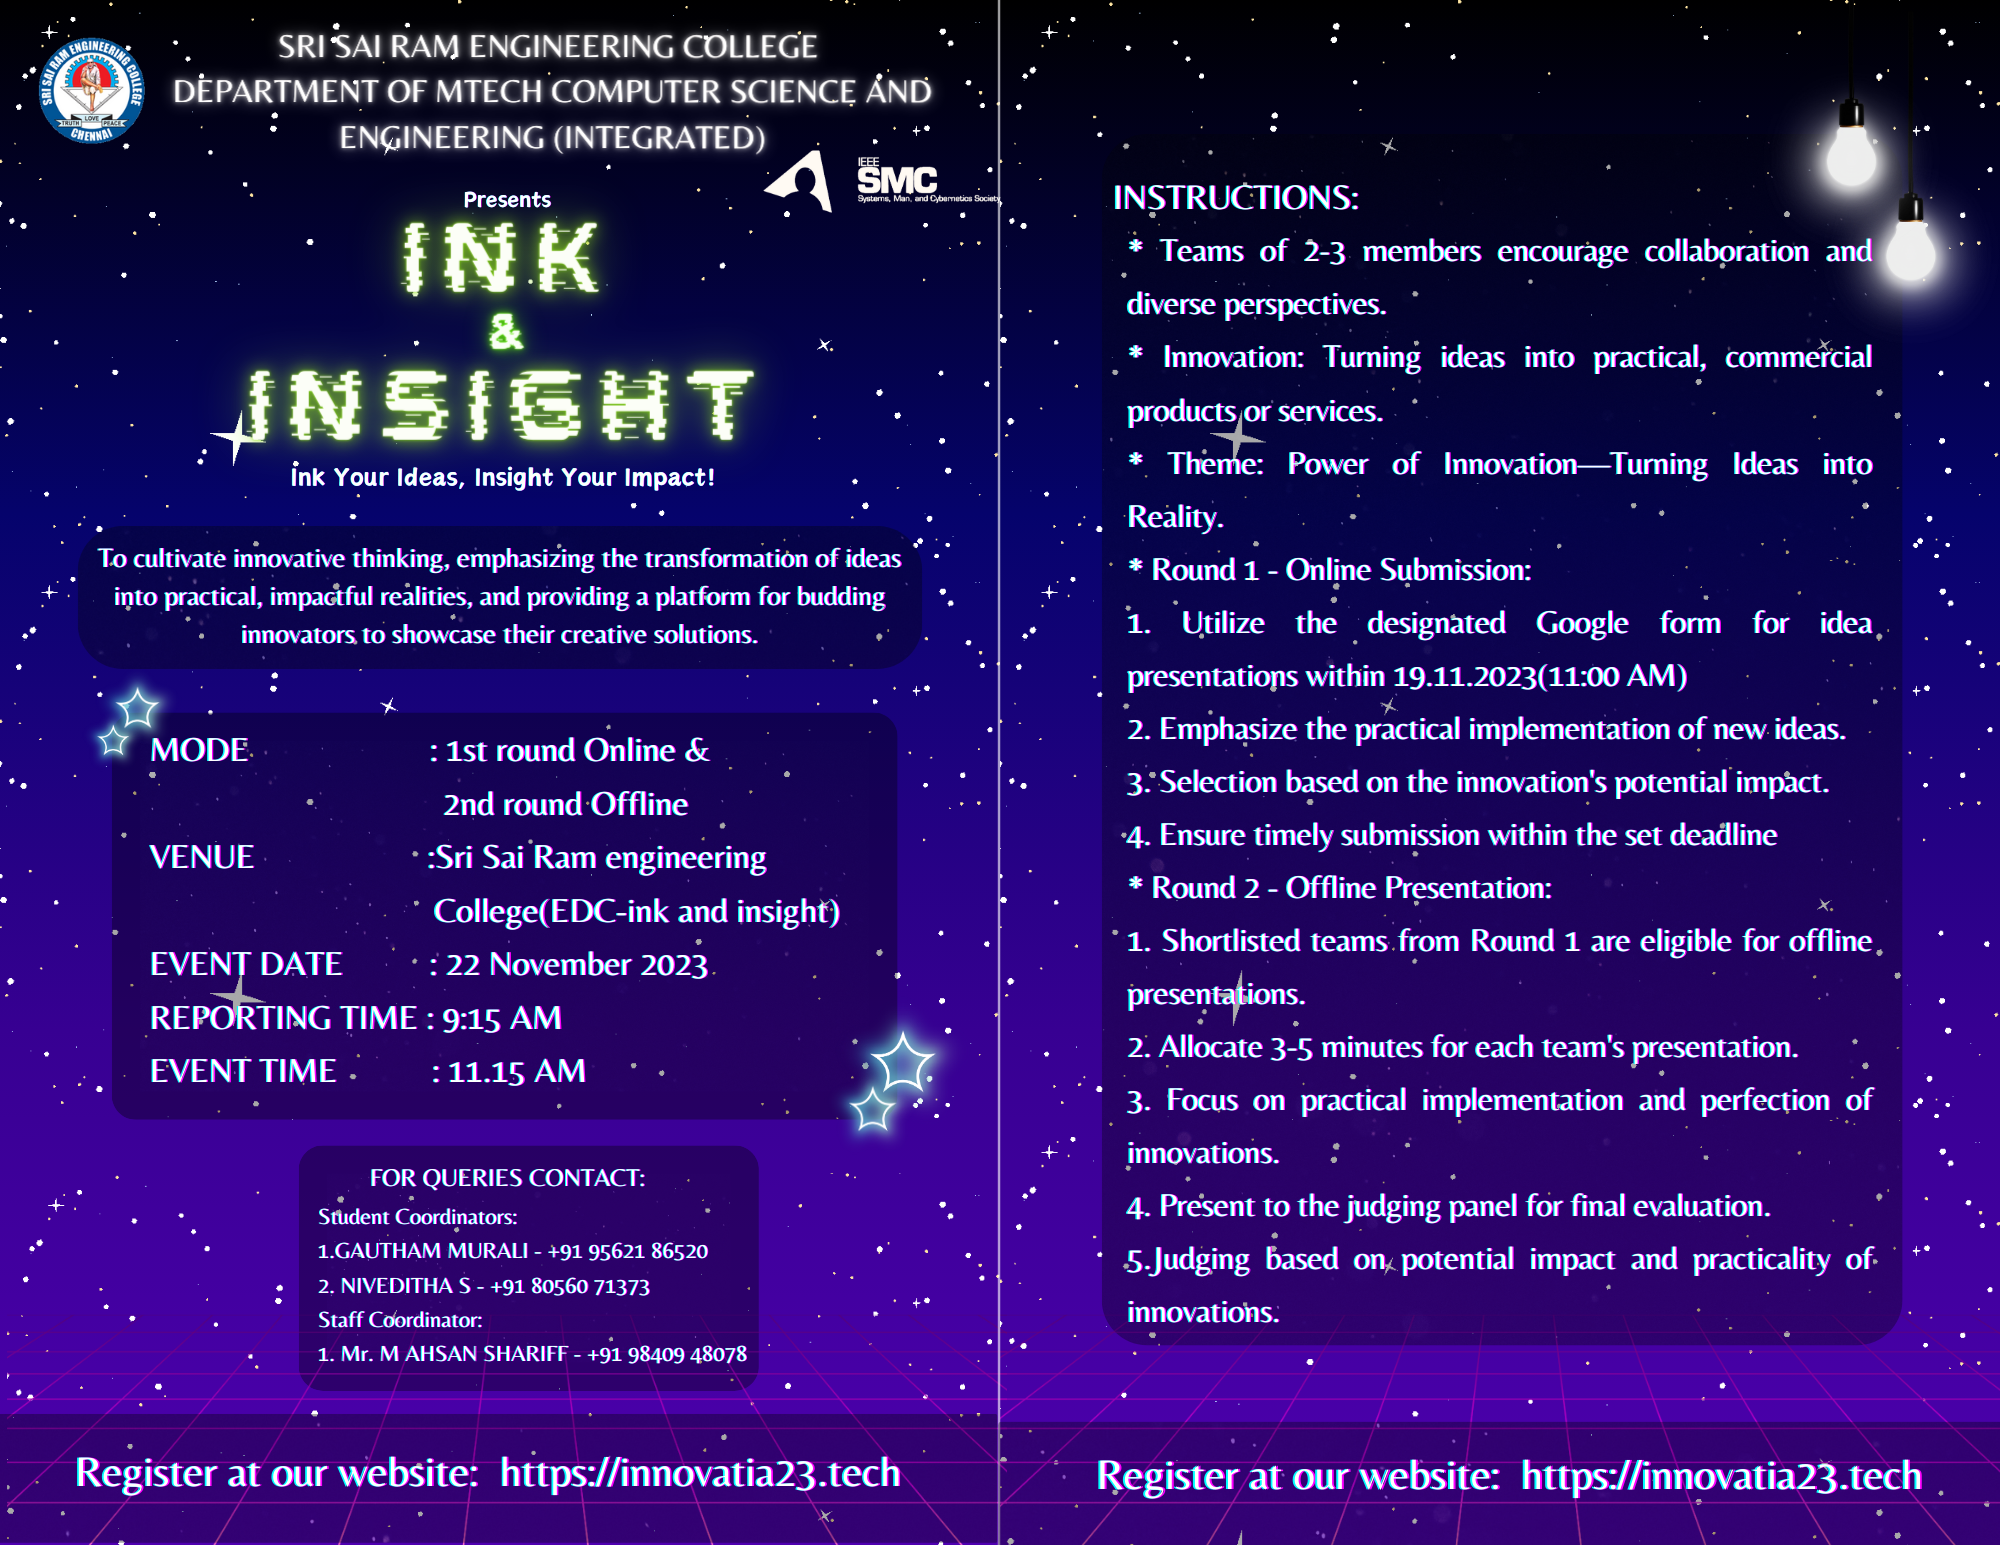 SRI SAI RAM ENGINEERING COLLEGE
CHENNAI
TRUTH LOVE PEACE
SRI SAI RAM ENGINEERING COLLEGE
DEPARTMENT OF MTECH COMPUTER SCIENCE AND
ENGINEERING (INTEGRATED)
IEEE
SMC
Systems, Man, and Cybernetics Society
Presents
INK
&
INSIGHT
Ink Your Ideas, Insight Your Impact!
To cultivate innovative thinking, emphasizing the transformation of ideas
into practical, impactful realities, and providing a platform for budding
innovators to showcase their creative solutions.
MODE : 1st round Online &
2nd round Offline
VENUE :Sri Sai Ram engineering
College(EDC-ink and insight)
EVENT DATE : 22 November 2023
REPORTING TIME : 9:15 AM
EVENT TIME : 11.15 AM
FOR QUERIES CONTACT:
Student Coordinators:
1.GAUTHAM MURALI - +91 95621 86520
2. NIVEDITHA S - +91 80560 71373
Staff Coordinator:
1. Mr. M AHSAN SHARIFF - +91 98409 48078
Register at our website: https://innovatia23.tech
INSTRUCTIONS:
* Teams of 2-3 members encourage collaboration and
diverse perspectives.
* Innovation: Turning ideas into practical, commercial
products or services.
* Theme: Power of Innovation—Turning Ideas into
Reality.
* Round 1 - Online Submission:
1. Utilize the designated Google form for idea
presentations within 19.11.2023(11:00 AM)
2. Emphasize the practical implementation of new ideas.
3. Selection based on the innovation's potential impact.
4. Ensure timely submission within the set deadline
* Round 2 - Offline Presentation:
1. Shortlisted teams from Round 1 are eligible for offline
presentations.
2. Allocate 3-5 minutes for each team's presentation.
3. Focus on practical implementation and perfection of
innovations.
4. Present to the judging panel for final evaluation.
5.Judging based on potential impact and practicality of
innovations.
Register at our website: https://innovatia23.tech